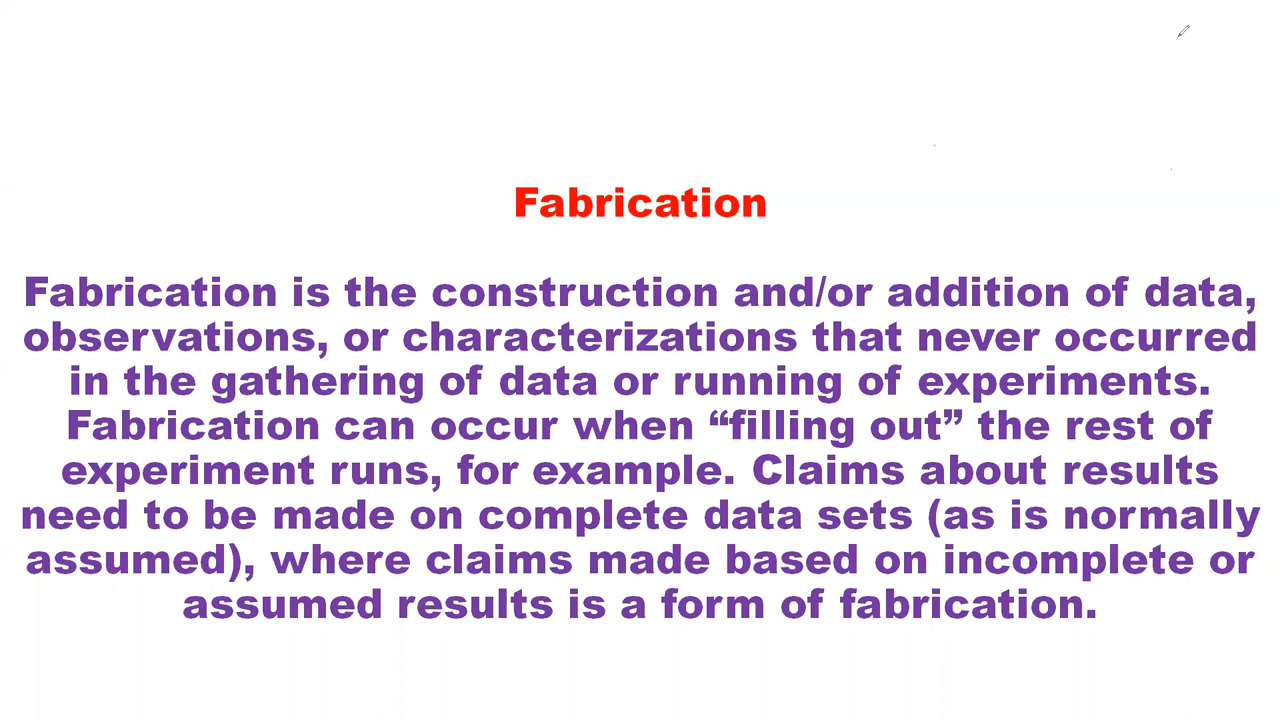 Fabrication
Fabrication is the construction and/or addition of data,
observations, or characterizations that never occurred
in the gathering of data or running of experiments.
Fabrication can occur when “filling out” the rest of
experiment runs, for example. Claims about results
need to be made on complete data sets (as is normally
assumed), where claims made based on incomplete or
assumed results is a form of fabrication.